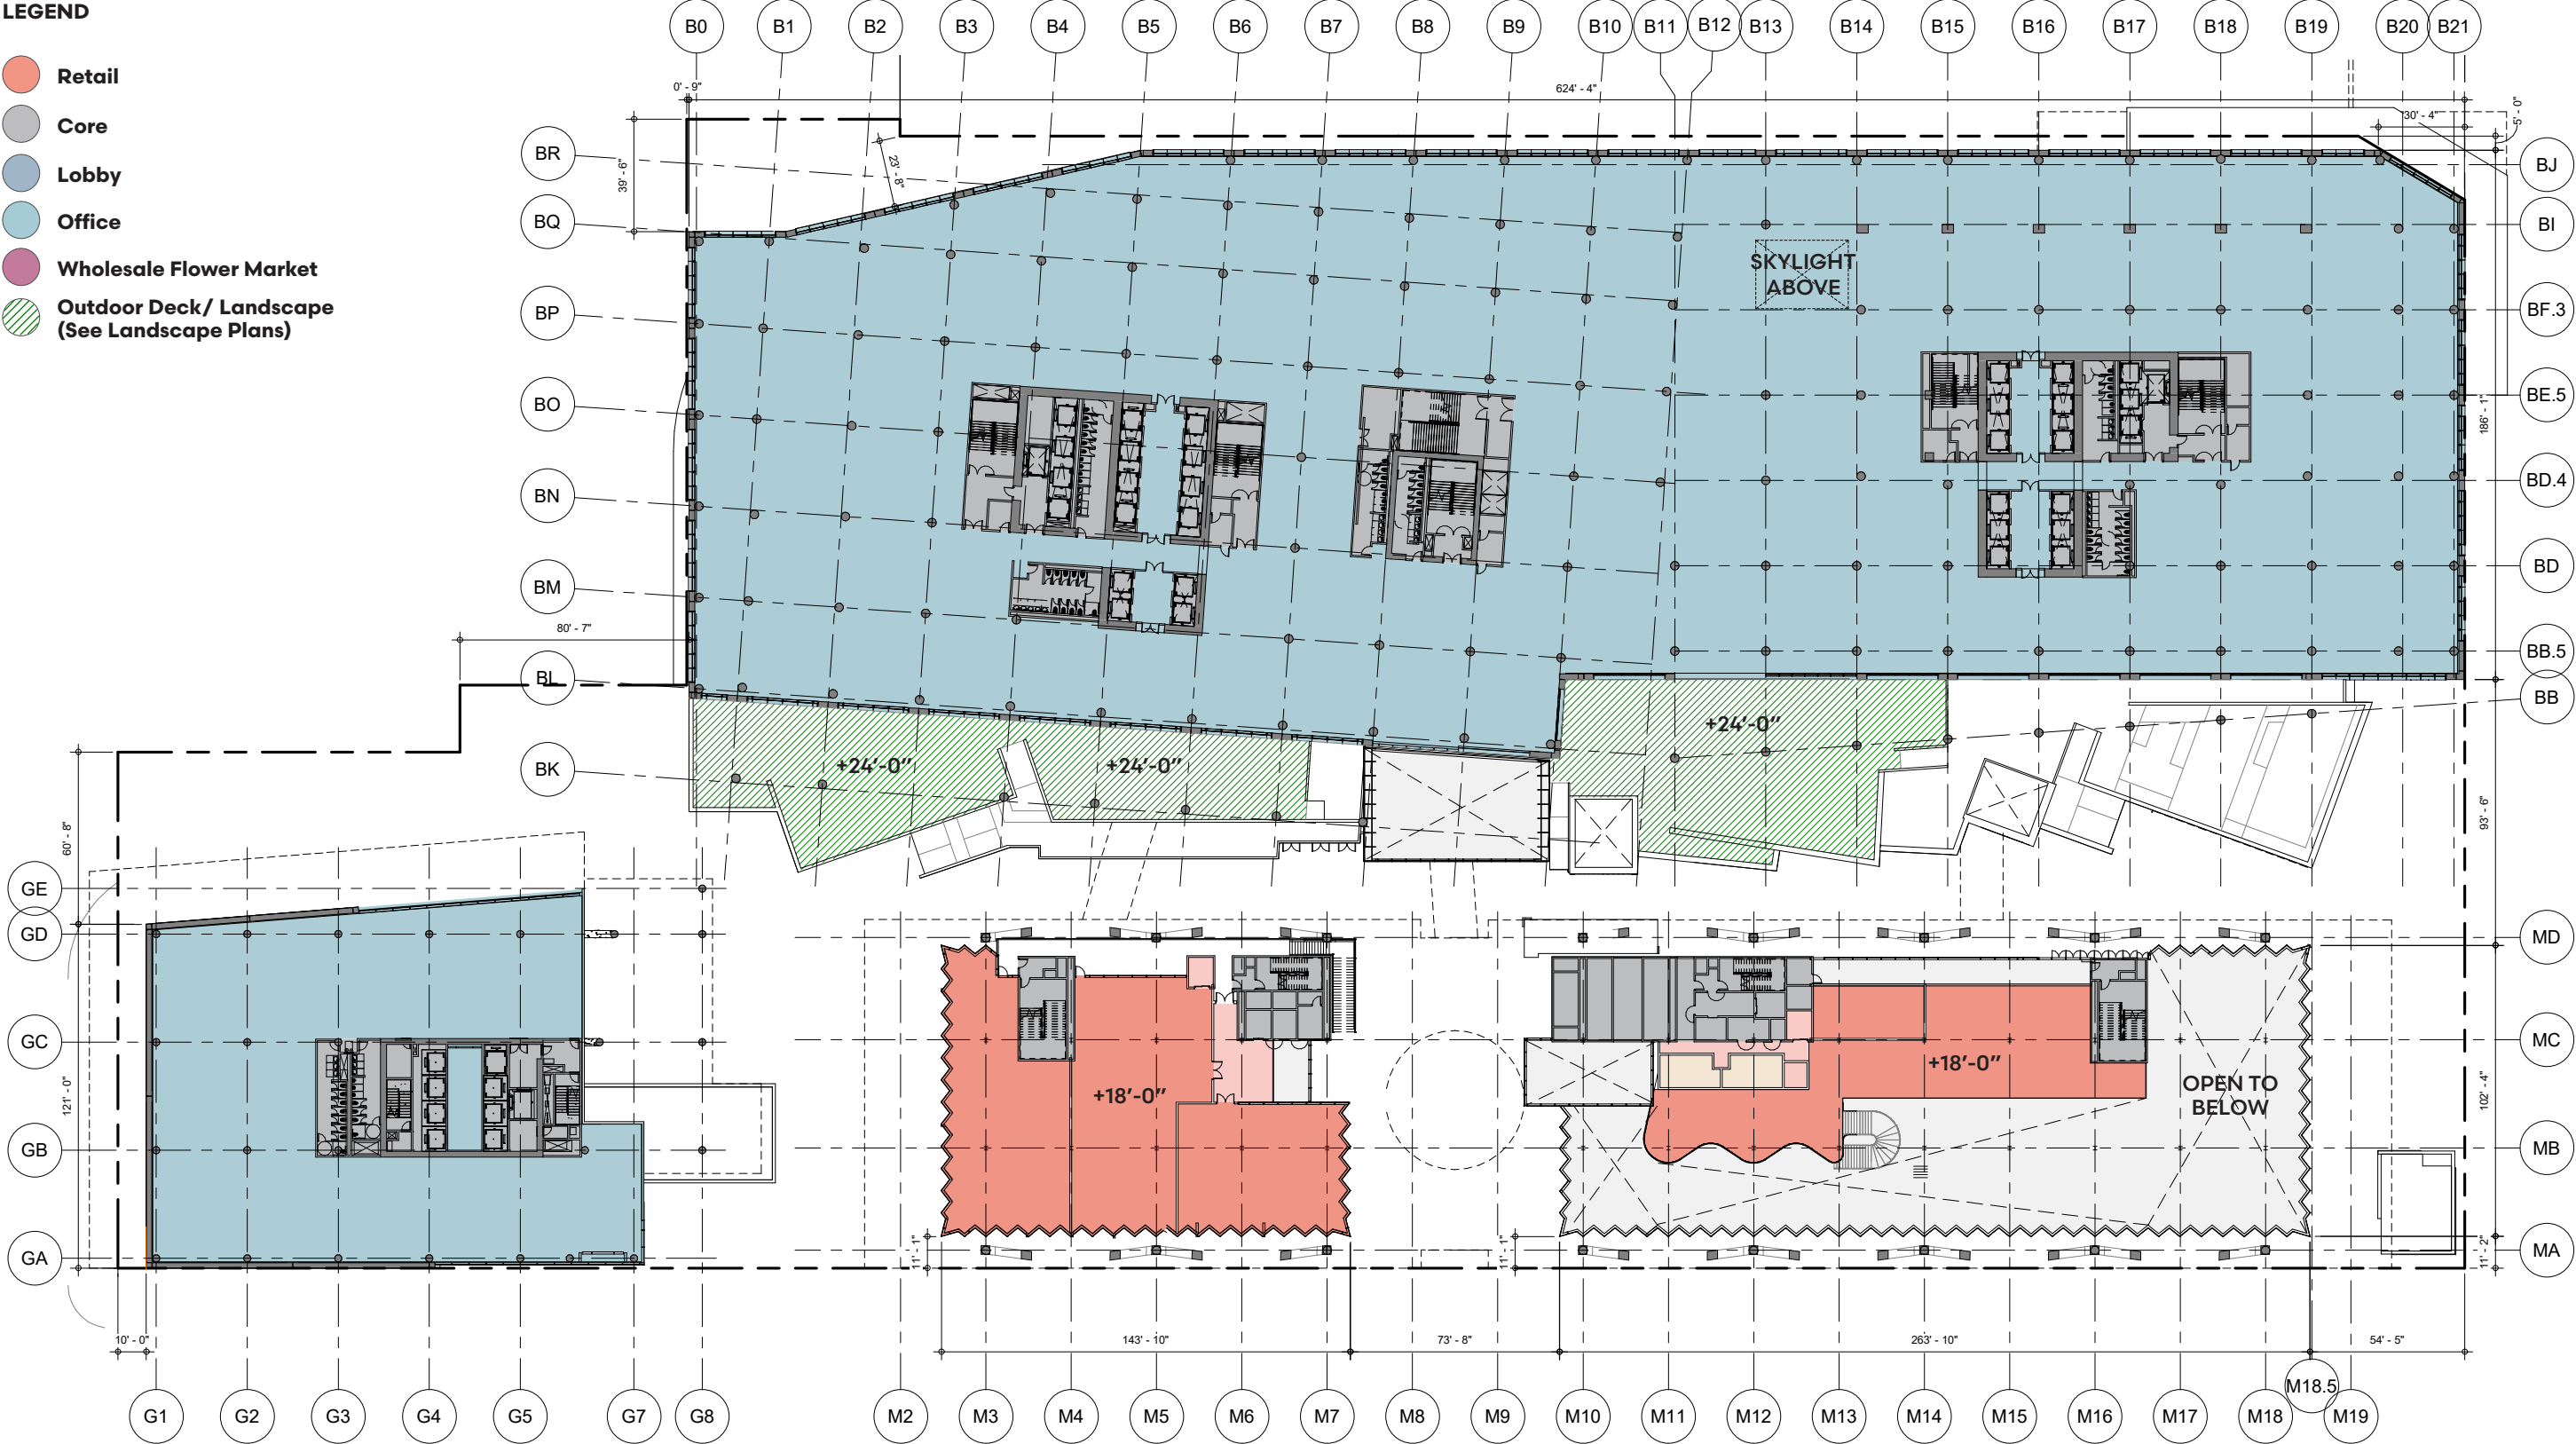 LEGEND
Retail
Core
Lobby
Office
Wholesale Flower Market
Outdoor Deck/ Landscape
(See Landscape Plans)
B0 B1 B2 B3 B4 B5 B6 B7 B8 B9 B10 B11 B12 B13 B14 B15 B16 B17 B18 B19 B20 B21
0' - 9"
624' - 4"
30' - 4"
5' - 0"
39' - 6"
23' - 8"
BR
BQ
BP
BO
BN
BM
BL
BK
BJ
BI
BF.3
BE.5
BD.4
BD
BB.5
BB
186' - 1"
SKYLIGHT
ABOVE
80' - 7"
+24'-0"
+24'-0"
+24'-0"
60' - 8"
93' - 6"
GE
GD
GC
GB
GA
121' - 0"
MD
MC
MB
MA
102' - 4"
11' - 2"
+18'-0"
+18'-0"
OPEN TO
BELOW
11' - 1"
11' - 1"
10' - 0"
143' - 10"
73' - 8"
263' - 10"
54' - 5"
G1 G2 G3 G4 G5 G7 G8 M2 M3 M4 M5 M6 M7 M8 M9 M10 M11 M12 M13 M14 M15 M16 M17 M18 M18.5 M19